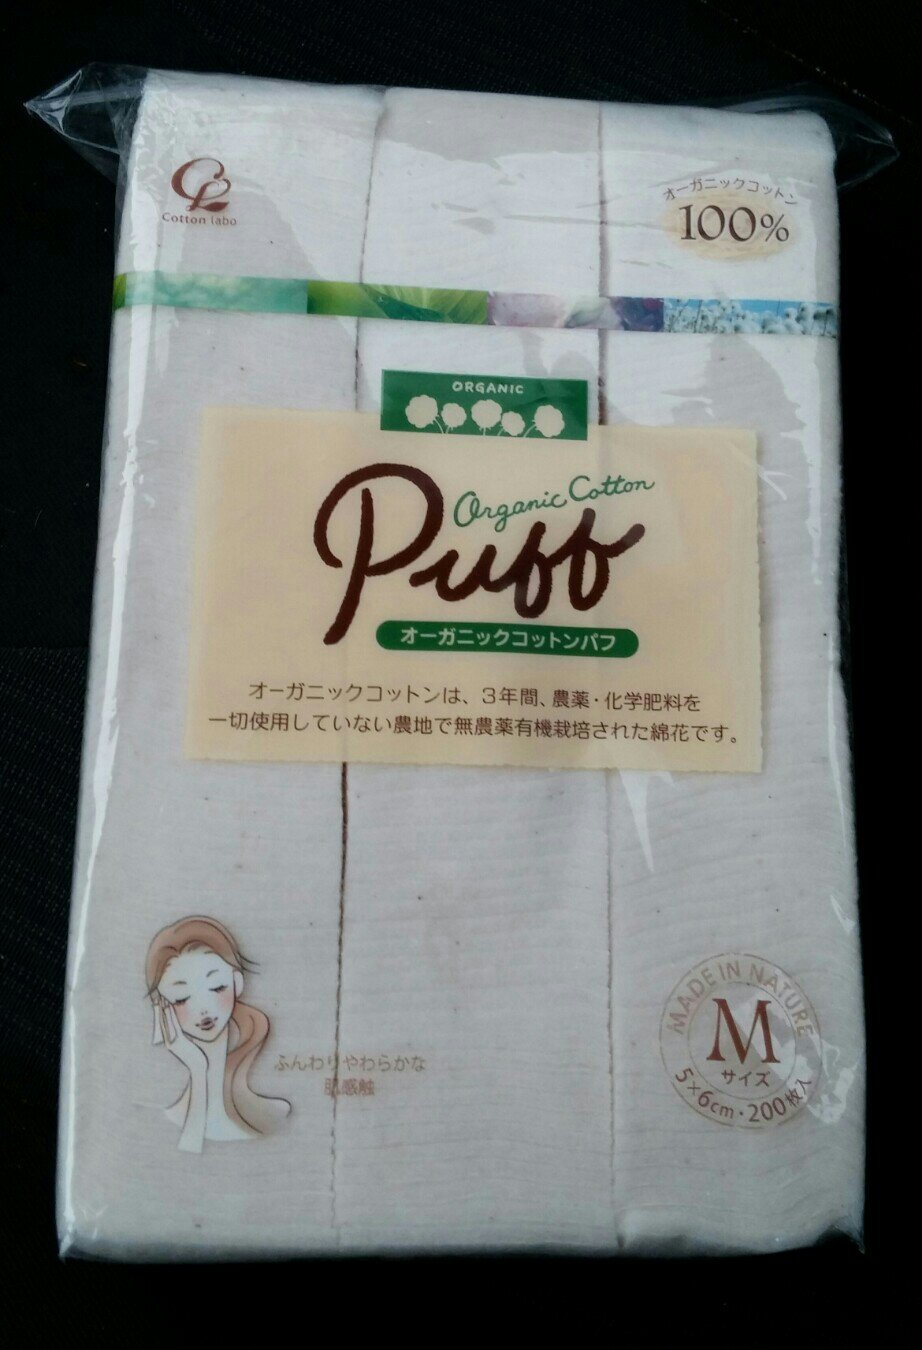 Cotton labo
オーガニックコットン
100%
ORGANIC
Organic Cotton
Puff
オーガニックコットンパフ
オーガニックコットンは、3年間、農薬・化学肥料を
一切使用していない農地で無農薬有機栽培された綿花です。
ふんわりやわらかな
肌感触
MADE IN NATURE
M
サイズ
5×6cm・200枚入